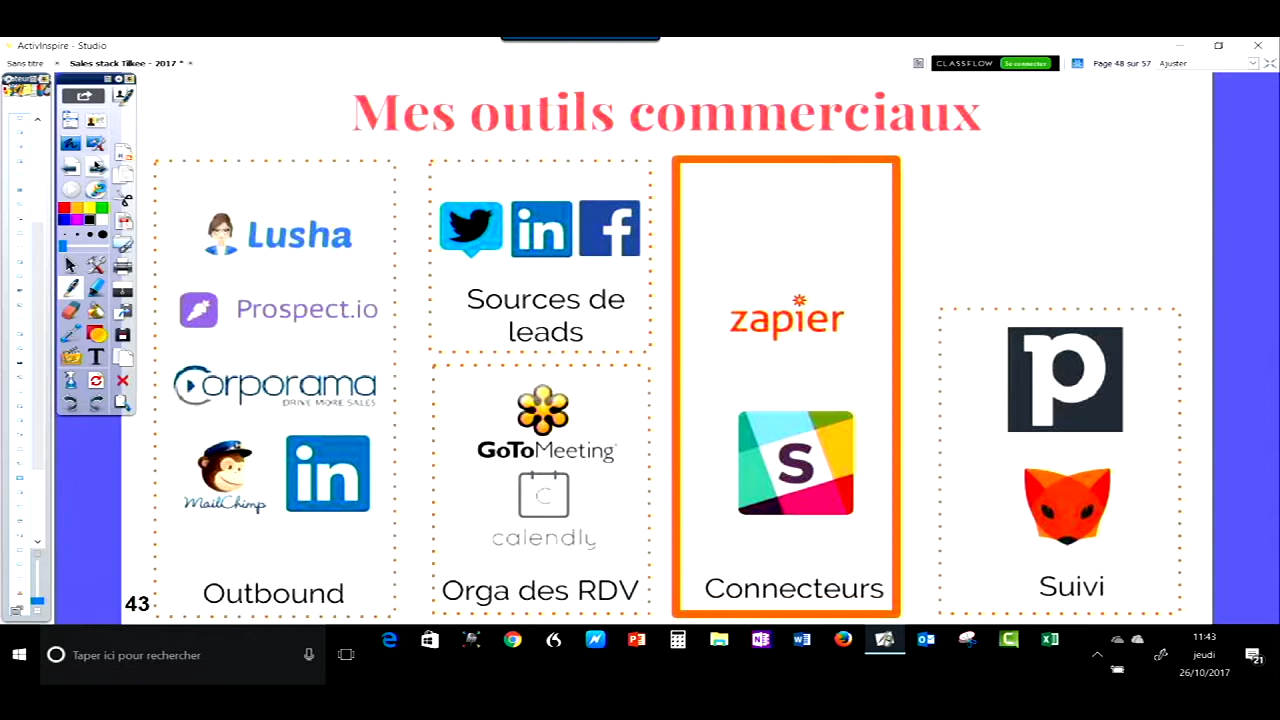 ActivInspire - Studio
Sans titre
Sales stack Tilkee - 2017 *
CLASSFLOW
Se connecter
Page 48 sur 57
Ajuster
Mes outils commerciaux
Lusha
Prospect.io
Corporama
DRIVE MORE SALES
MailChimp
in
Outbound
in
f
Sources de
leads
GoToMeeting
C
calendly
Orga des RDV
zapier
S
Connecteurs
p
Suivi
43
Taper ici pour rechercher
11:43
jeudi
26/10/2017
21